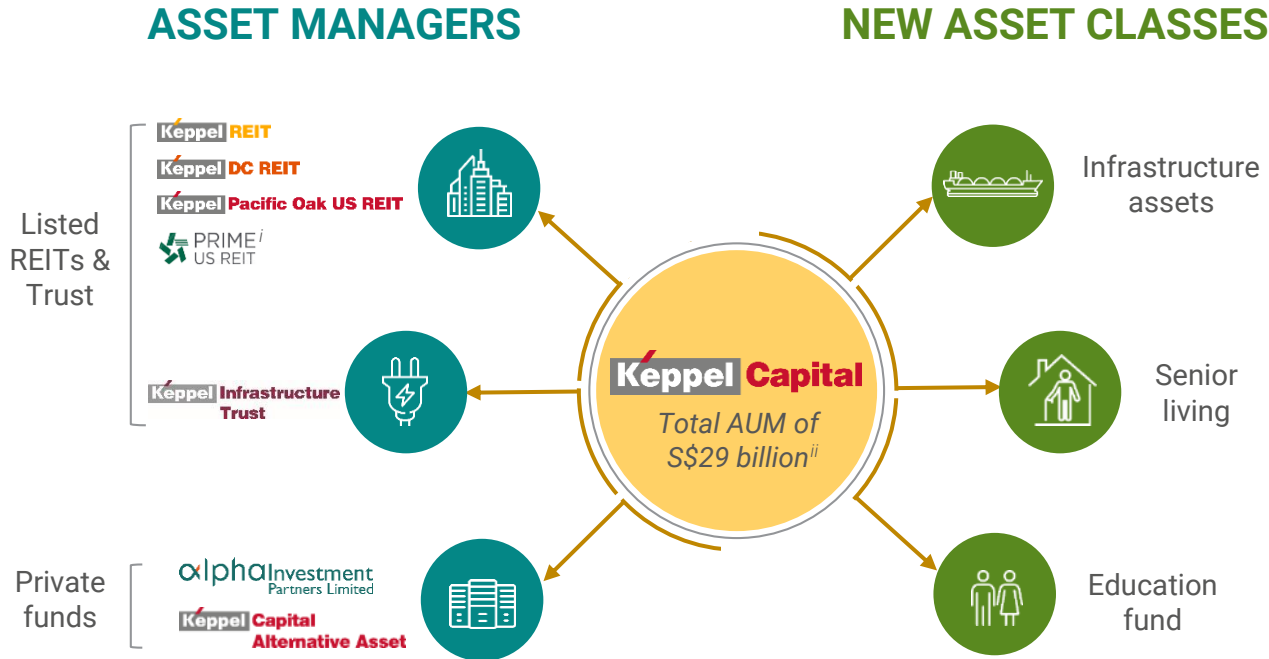 ASSET MANAGERS
NEW ASSET CLASSES
Listed
REITs &
Trust
Keppel REIT
Keppel DC REIT
Keppel Pacific Oak US REIT
PRIME i
US REIT
Keppel Infrastructure
Trust
Private
funds
alpha Investment
Partners Limited
Keppel Capital
Alternative Asset
Keppel Capital
Total AUM of
S$29 billion ii
Infrastructure
assets
Senior
living
Education
fund